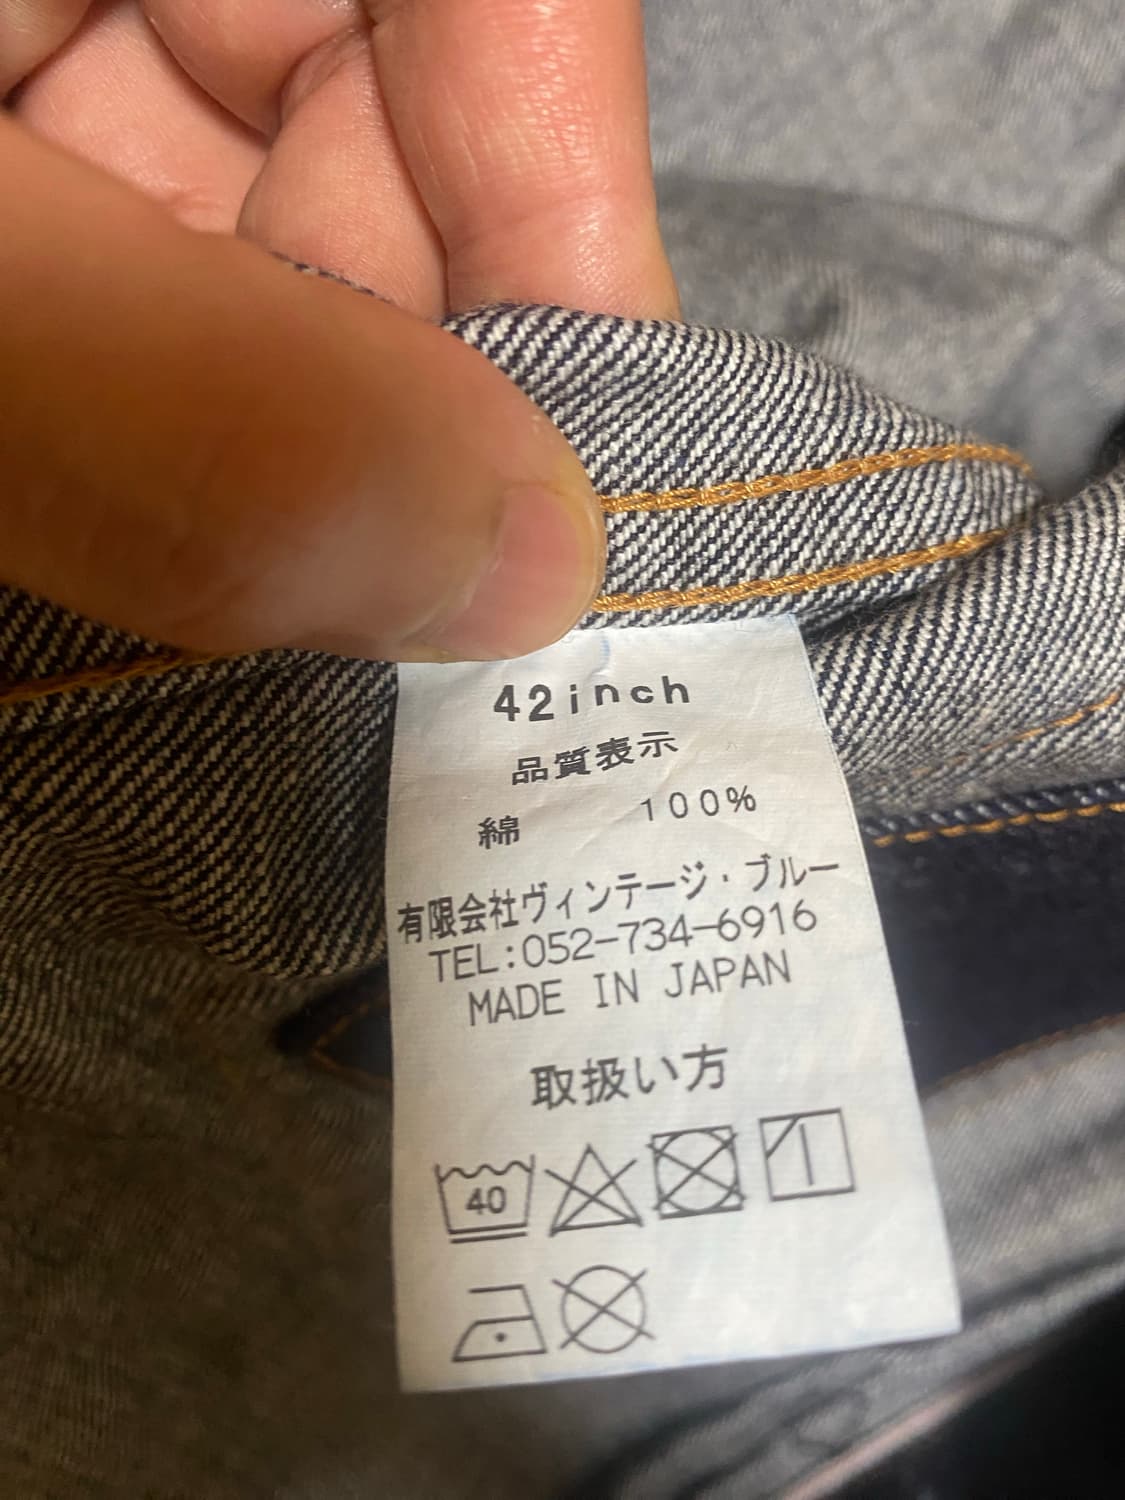 42inch
品質表示
綿 100%
有限会社ヴィンテージ・ブルー
TEL:052-734-6916
MADE IN JAPAN
取扱い方
40